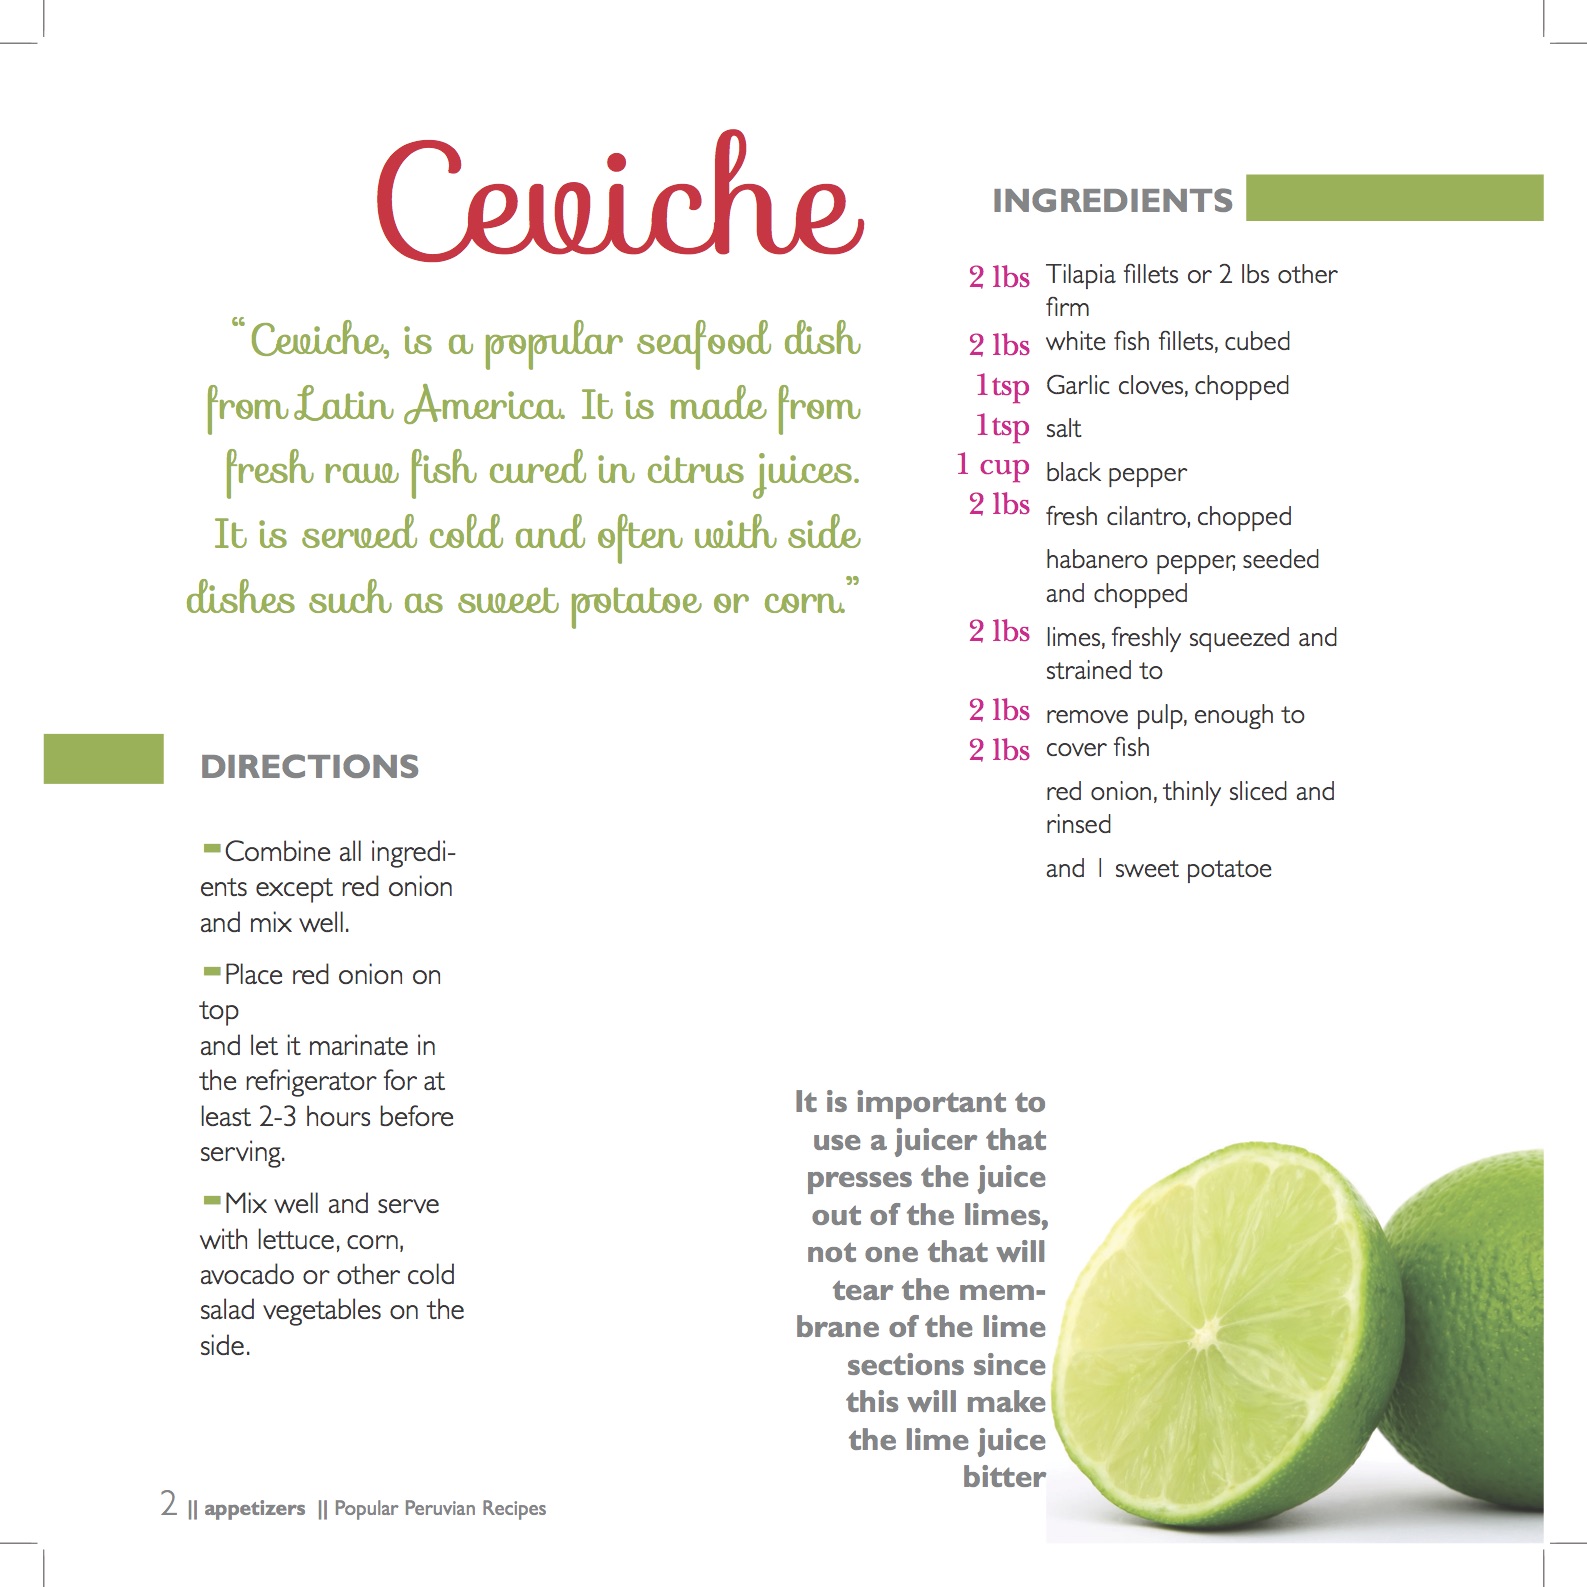 Ceviche
“Ceviche, is a popular seafood dish
from Latin America. It is made from
fresh raw fish cured in citrus juices.
It is served cold and often with side
dishes such as sweet potatoe or corn.”
INGREDIENTS
2 lbs Tilapia fillets or 2 lbs other
firm
2 lbs white fish fillets, cubed
1tsp Garlic cloves, chopped
1tsp salt
1 cup black pepper
2 lbs fresh cilantro, chopped
habanero pepper, seeded
and chopped
2 lbs limes, freshly squeezed and
strained to
2 lbs remove pulp, enough to
2 lbs cover fish
red onion, thinly sliced and
rinsed
and 1 sweet potatoe
DIRECTIONS
-Combine all ingredi-
ents except red onion
and mix well.
-Place red onion on
top
and let it marinate in
the refrigerator for at
least 2-3 hours before
serving.
-Mix well and serve
with lettuce, corn,
avocado or other cold
salad vegetables on the
side.
It is important to
use a juicer that
presses the juice
out of the limes,
not one that will
tear the mem-
brane of the lime
sections since
this will make
the lime juice
bitter
2 || appetizers || Popular Peruvian Recipes